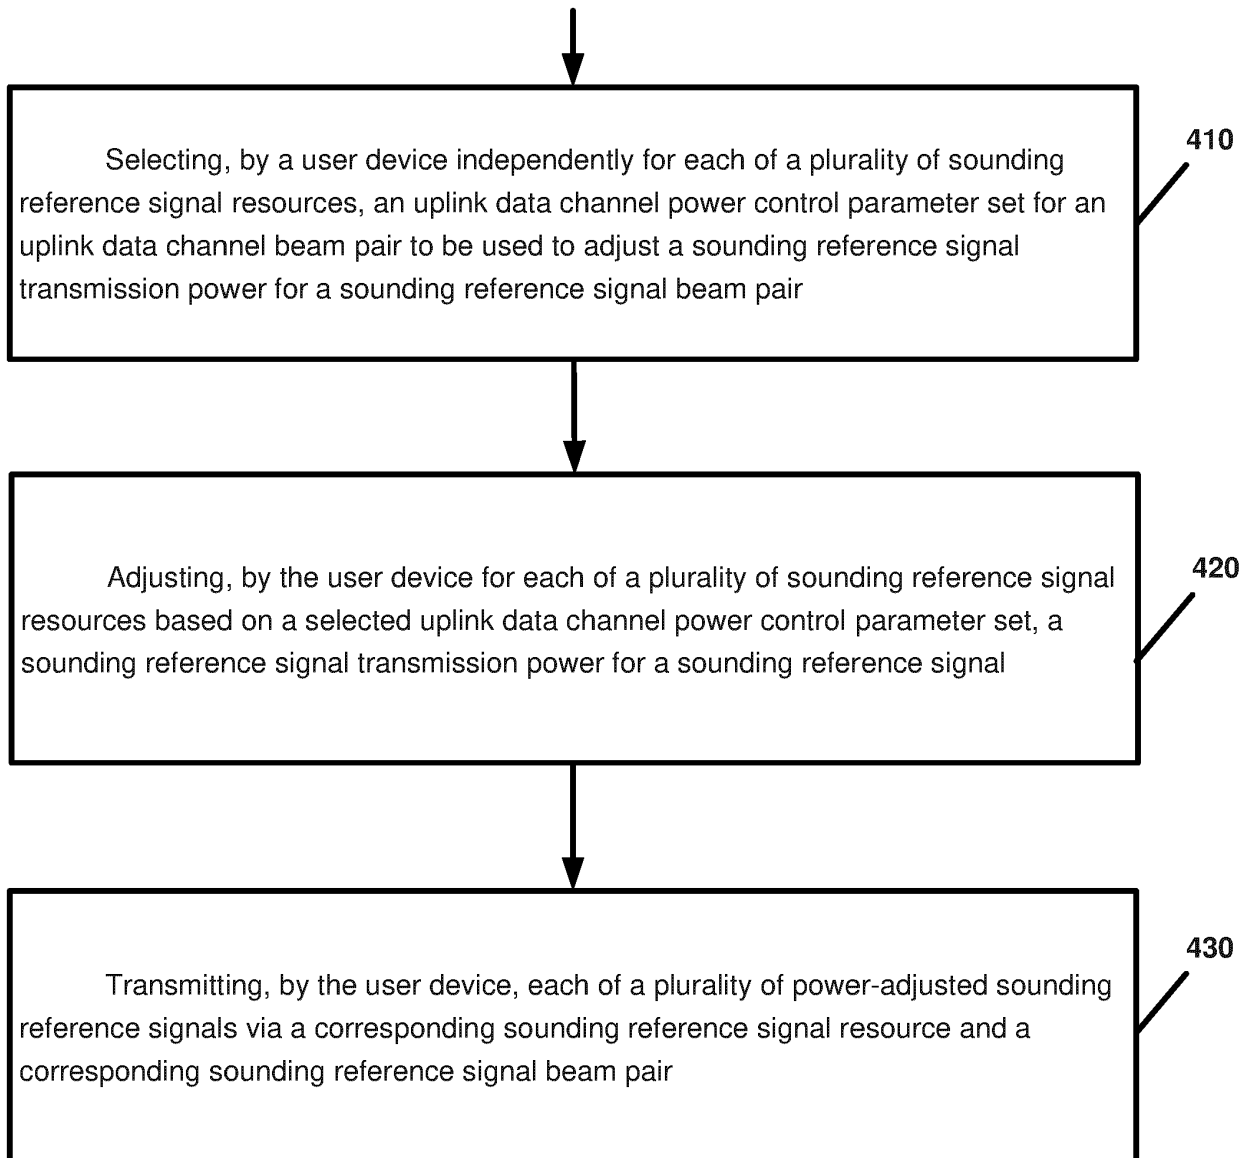 410
Selecting, by a user device independently for each of a plurality of sounding
reference signal resources, an uplink data channel power control parameter set for an
uplink data channel beam pair to be used to adjust a sounding reference signal
transmission power for a sounding reference signal beam pair
420
Adjusting, by the user device for each of a plurality of sounding reference signal
resources based on a selected uplink data channel power control parameter set, a
sounding reference signal transmission power for a sounding reference signal
430
Transmitting, by the user device, each of a plurality of power-adjusted sounding
reference signals via a corresponding sounding reference signal resource and a
corresponding sounding reference signal beam pair